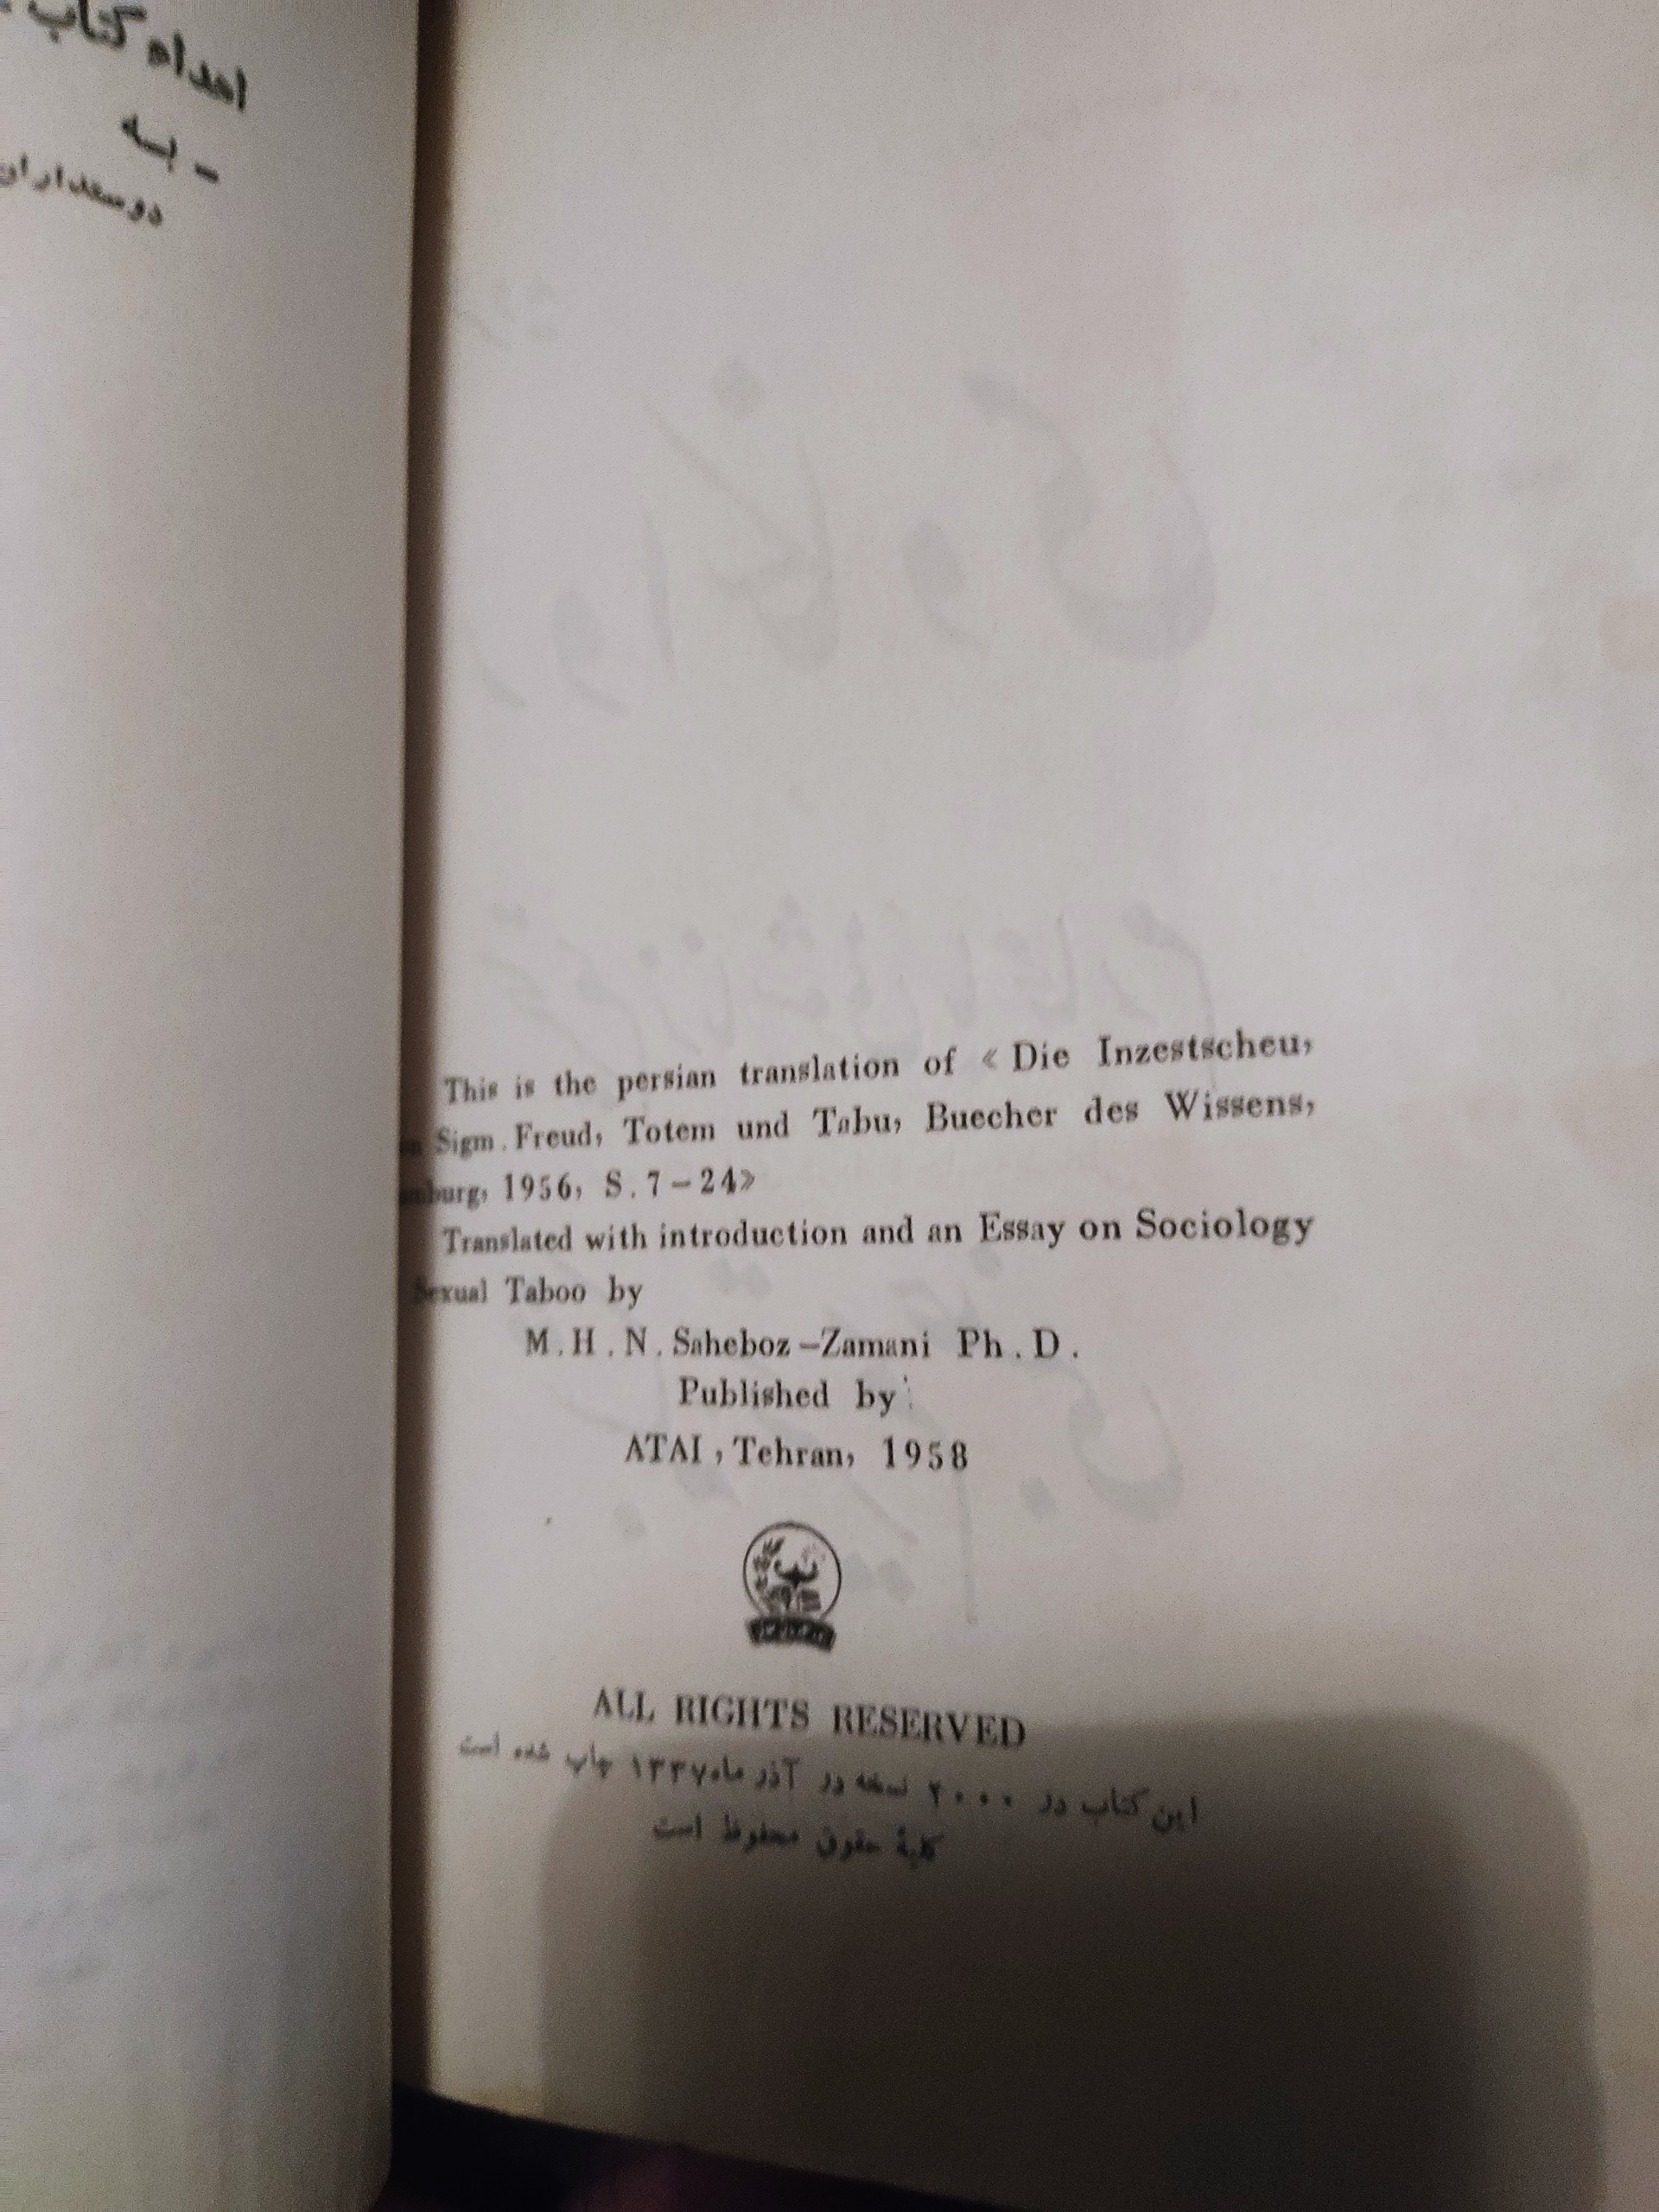 اهداء کتاب
- به
دوستداران
This is the persian translation of « Die Inzestscheu,
Sigm. Freud, Totem und Tabu, Buecher des Wissens,
1956, S. 7-24»
Translated with introduction and an Essay on Sociology
Sexual Taboo by
M. H. N. Saheboz-Zamani Ph. D.
Published by
ATAI, Tehran, 1958
ALL RIGHTS RESERVED
این کتاب در ۲۰۰۰ نسخه در آذر ماه ۱۳۳۷ چاپ شده است
کلیهٔ حقوق محفوظ است